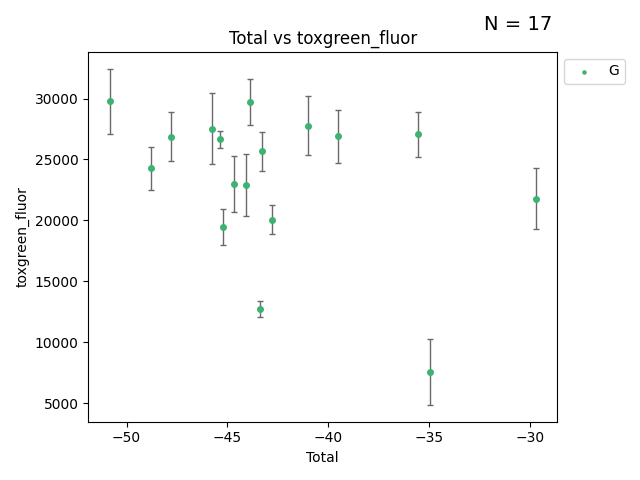 N = 17
Total vs toxgreen_fluor
G
30000
25000
20000
15000
10000
5000
toxgreen_fluor
−50
−45
−40
−35
−30
Total